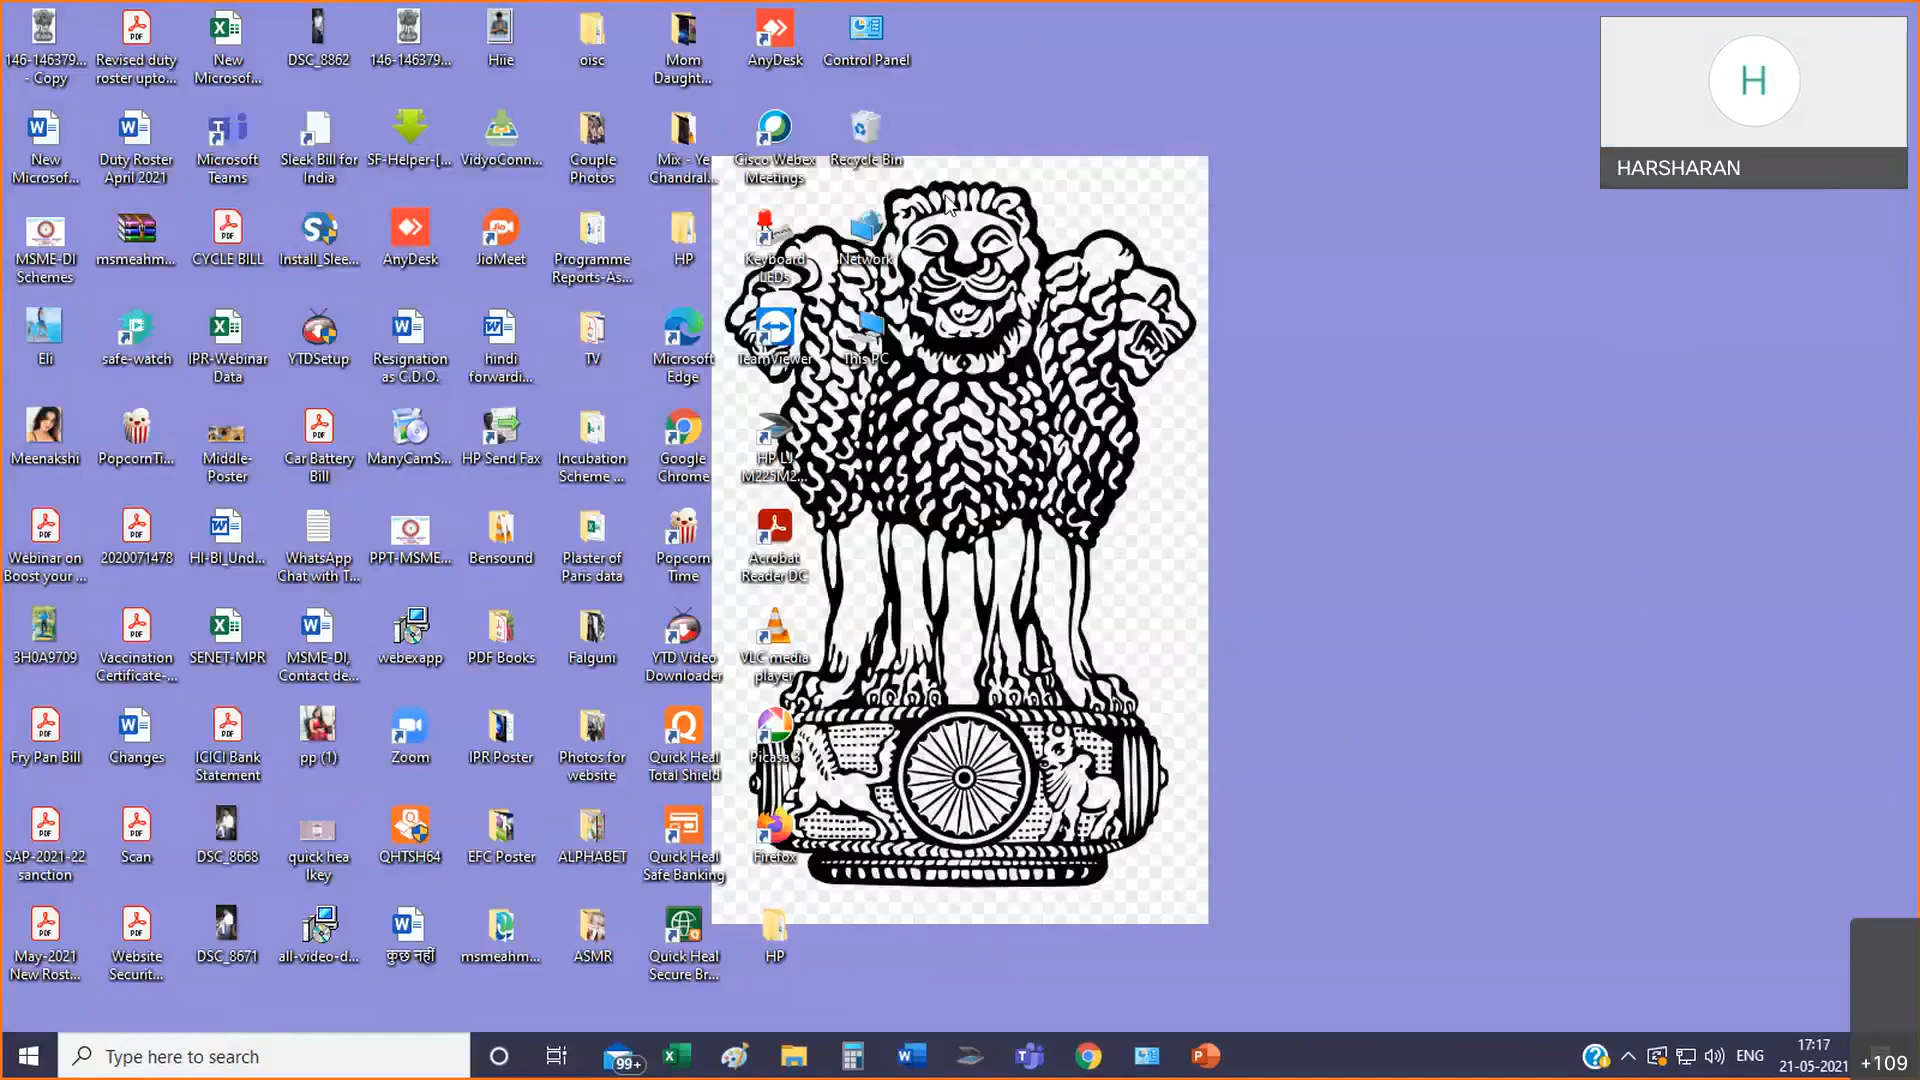 146-146379...
- Copy
Revised duty
roster upto...
New
Microsof...
DSC_8862
146-146379...
Hiie
oisc
Mom
Daught...
AnyDesk
Control Panel
H
HARSHARAN
New
Microsof...
Duty Roster
April 2021
Microsoft
Teams
Sleek Bill for
India
SF-Helper-[...
VidyoConn...
Couple
Photos
Mix - Ye
Chandral...
Cisco Webex
Meetings
Recycle Bin
MSME-DI
Schemes
msmeahm...
CYCLE BILL
Install_Slee...
AnyDesk
JioMeet
Programme
Reports-As...
HP
Keyboard
LEDs
Network
Eli
safe-watch
IPR-Webinar
Data
YTDSetup
Resignation
as C.D.O.
hindi
forwardi...
TV
Microsoft
Edge
TeamViewer
This PC
Meenakshi
PopcornTi...
Middle-
Poster
Car Battery
Bill
ManyCamS...
HP Send Fax
Incubation
Scheme ...
Google
Chrome
HP LJ
M225M2...
Webinar on
Boost your ...
2020071478
HI-BI_Und...
WhatsApp
Chat with T...
PPT-MSME...
Bensound
Plaster of
Paris data
Popcorn
Time
Acrobat
Reader DC
3H0A9709
Vaccination
Certificate-...
SENET-MPR
MSME-DI,
Contact de...
webexapp
PDF Books
Falguni
YTD Video
Downloader
VLC media
player
Fry Pan Bill
Changes
ICICI Bank
Statement
pp (1)
Zoom
IPR Poster
Photos for
website
Quick Heal
Total Shield
Picasa 3
SAP-2021-22
sanction
Scan
DSC_8668
quick hea
lkey
QHTSH64
EFC Poster
ALPHABET
Quick Heal
Safe Banking
Firefox
May-2021
New Rost...
Website
Securit...
DSC_8671
all-video-d...
कुछ नहीं
msmeahm...
ASMR
Quick Heal
Secure Br...
HP
Type here to search
99+
ENG
17:17
21-05-2021
+109